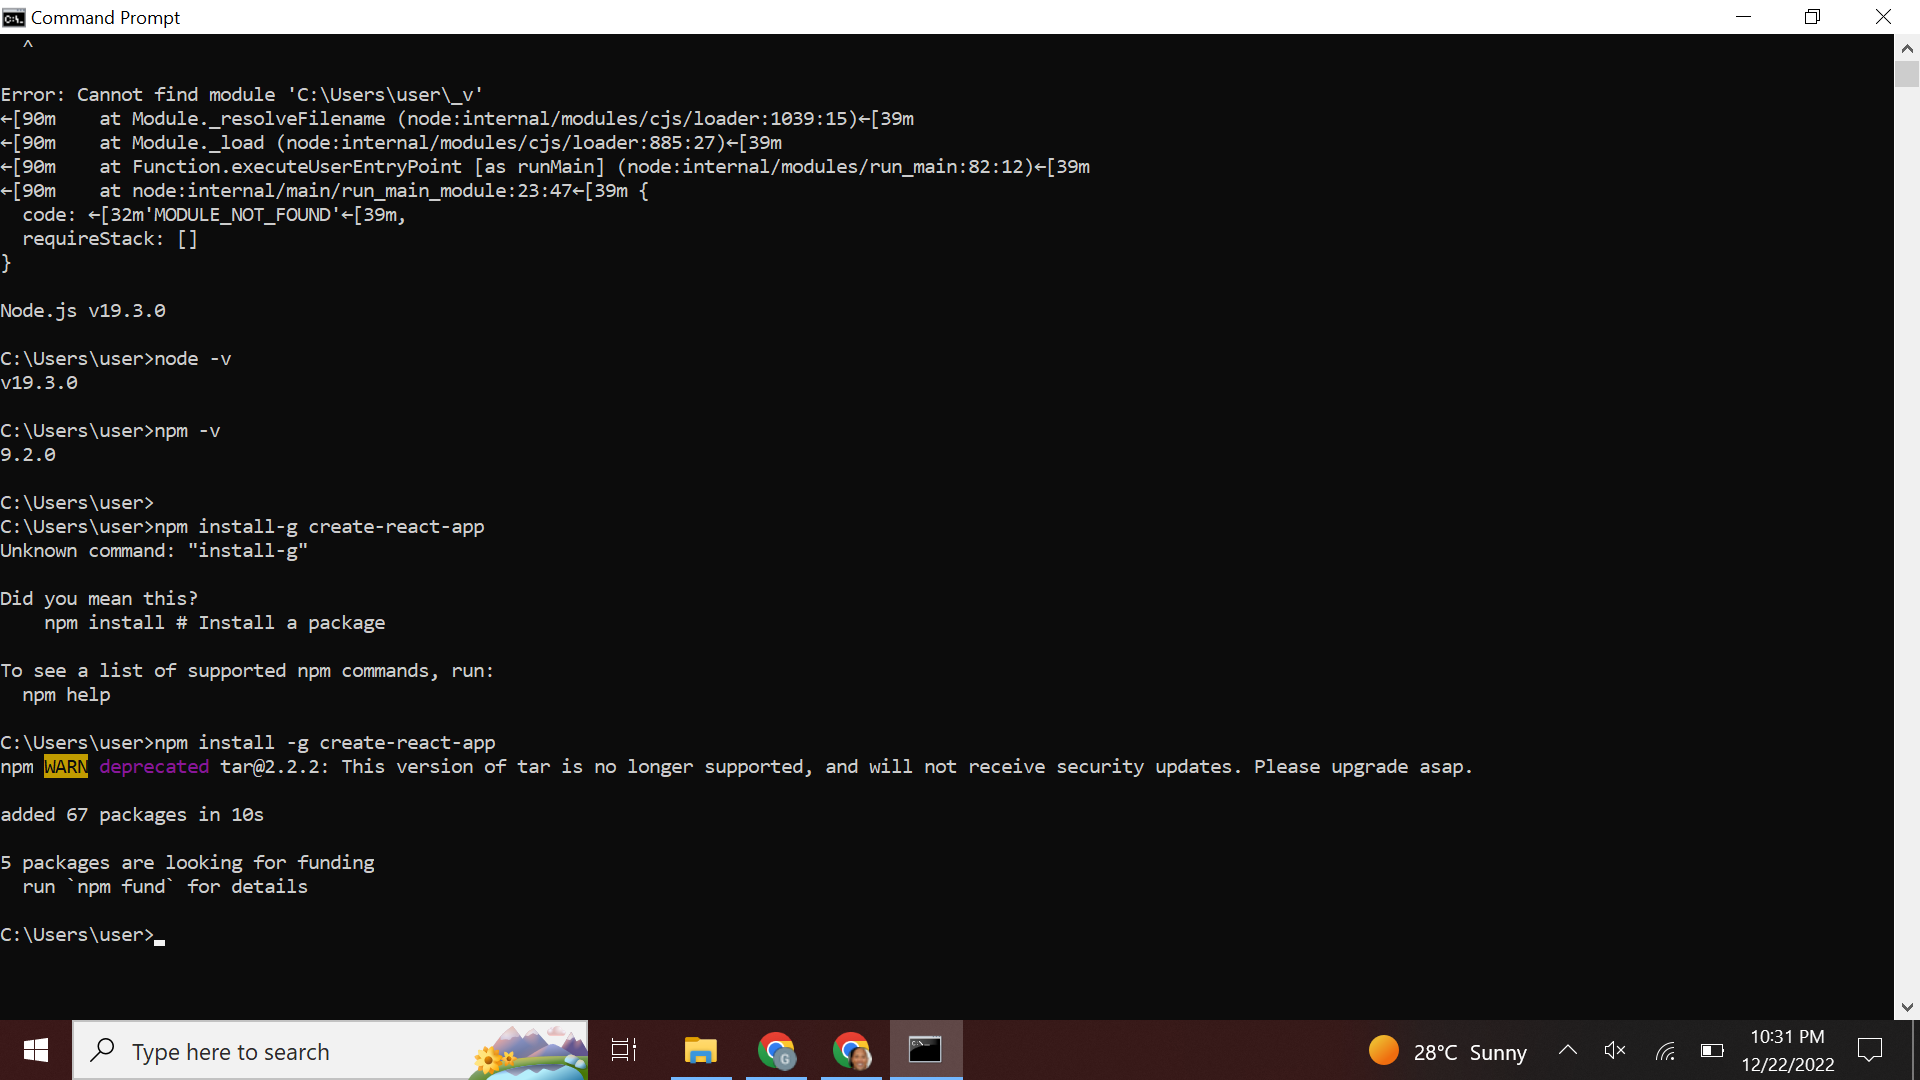 Command Prompt
^
Error: Cannot find module 'C:\Users\user\_v'
←[90m    at Module._resolveFilename (node:internal/modules/cjs/loader:1039:15)←[39m
←[90m    at Module._load (node:internal/modules/cjs/loader:885:27)←[39m
←[90m    at Function.executeUserEntryPoint [as runMain] (node:internal/modules/run_main:82:12)←[39m
←[90m    at node:internal/main/run_main_module:23:47←[39m {
  code: ←[32m'MODULE_NOT_FOUND'←[39m,
  requireStack: []
}
Node.js v19.3.0
C:\Users\user>node -v
v19.3.0
C:\Users\user>npm -v
9.2.0
C:\Users\user>
C:\Users\user>npm install-g create-react-app
Unknown command: "install-g"
Did you mean this?
    npm install # Install a package
To see a list of supported npm commands, run:
  npm help
C:\Users\user>npm install -g create-react-app
npm WARN deprecated tar@2.2.2: This version of tar is no longer supported, and will not receive security updates. Please upgrade asap.
added 67 packages in 10s
5 packages are looking for funding
  run `npm fund` for details
C:\Users\user>
Type here to search
G
28°C Sunny
10:31 PM
12/22/2022